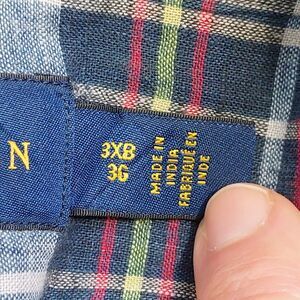 N
3XB
3G
MADE IN
INDIA
FABRIQUÉ EN
INDE